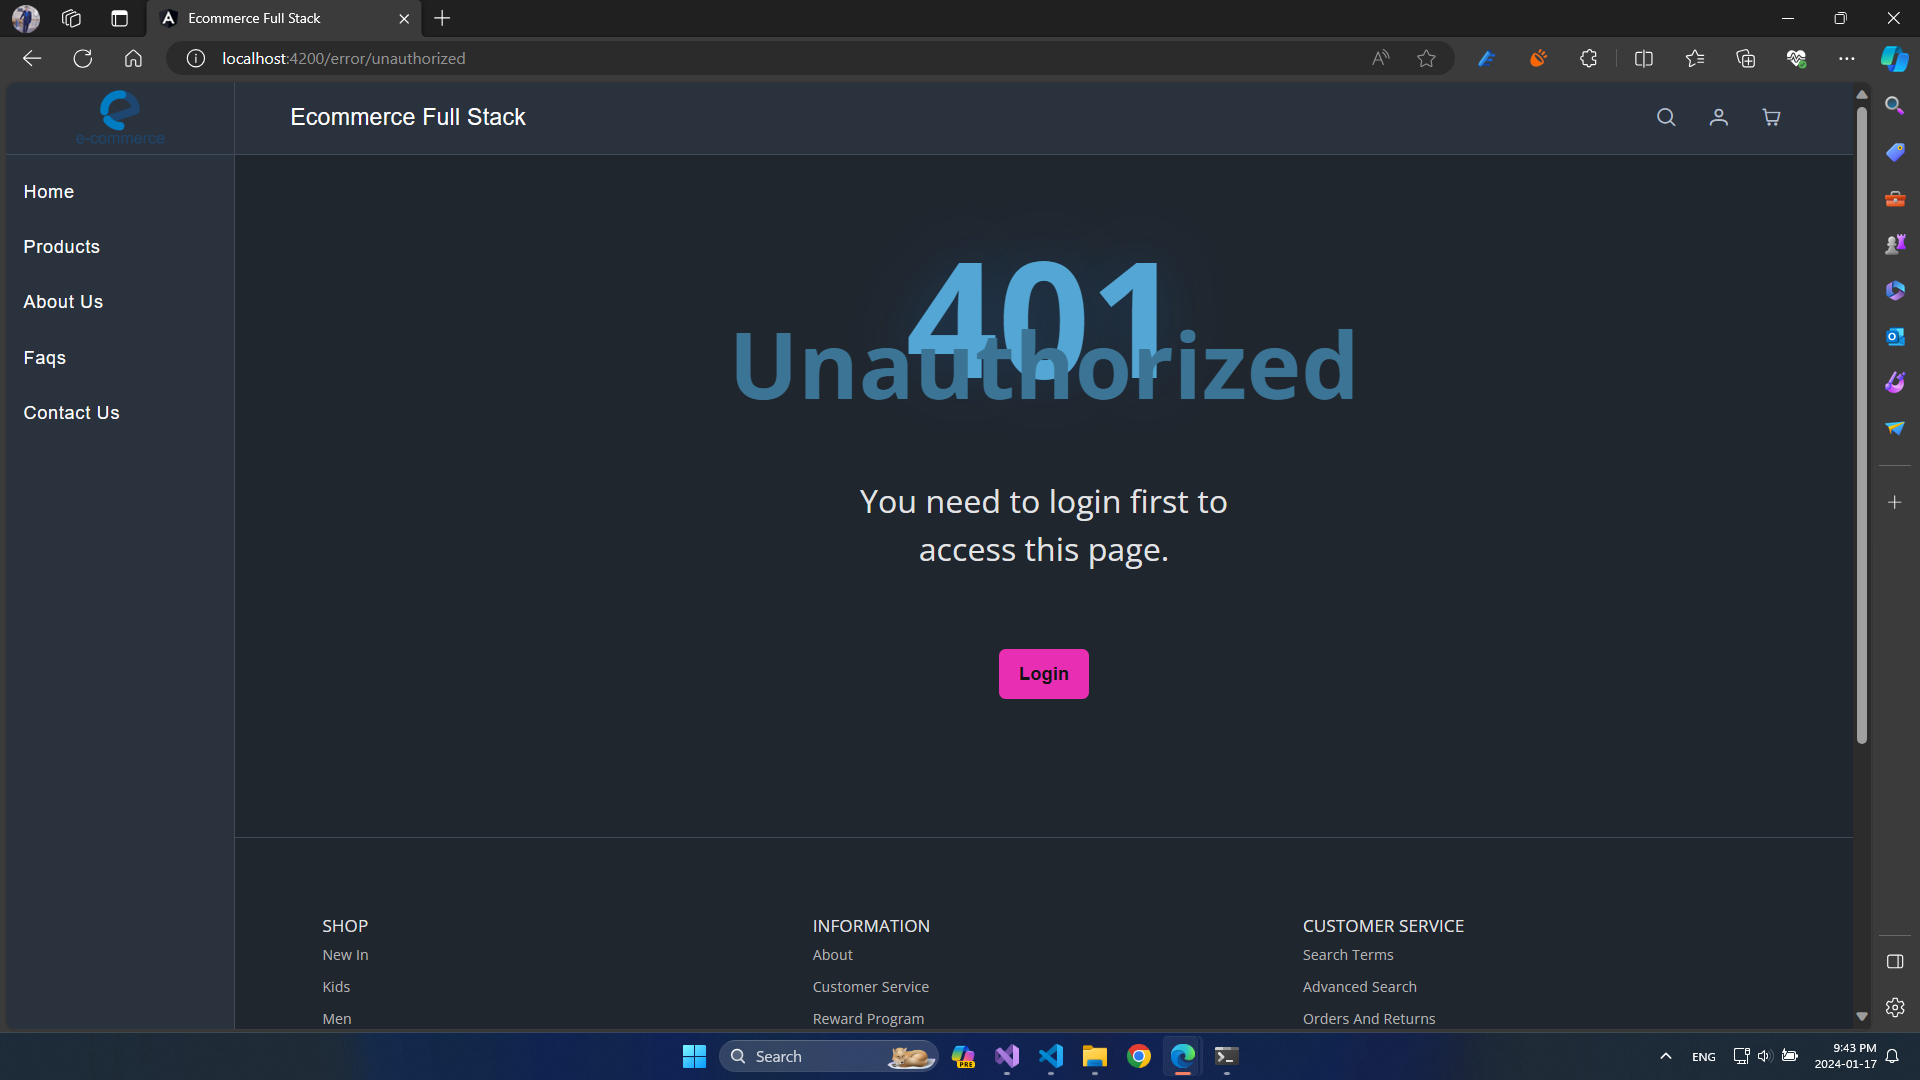 Ecommerce Full Stack
localhost:4200/error/unauthorized
e-commerce
Ecommerce Full Stack
Home
Products
About Us
Faqs
Contact Us
401
Unauthorized
You need to login first to
access this page.
Login
SHOP
New In
Kids
Men
INFORMATION
About
Customer Service
Reward Program
CUSTOMER SERVICE
Search Terms
Advanced Search
Orders And Returns
Search
PRE
ENG
9:43 PM
2024-01-17